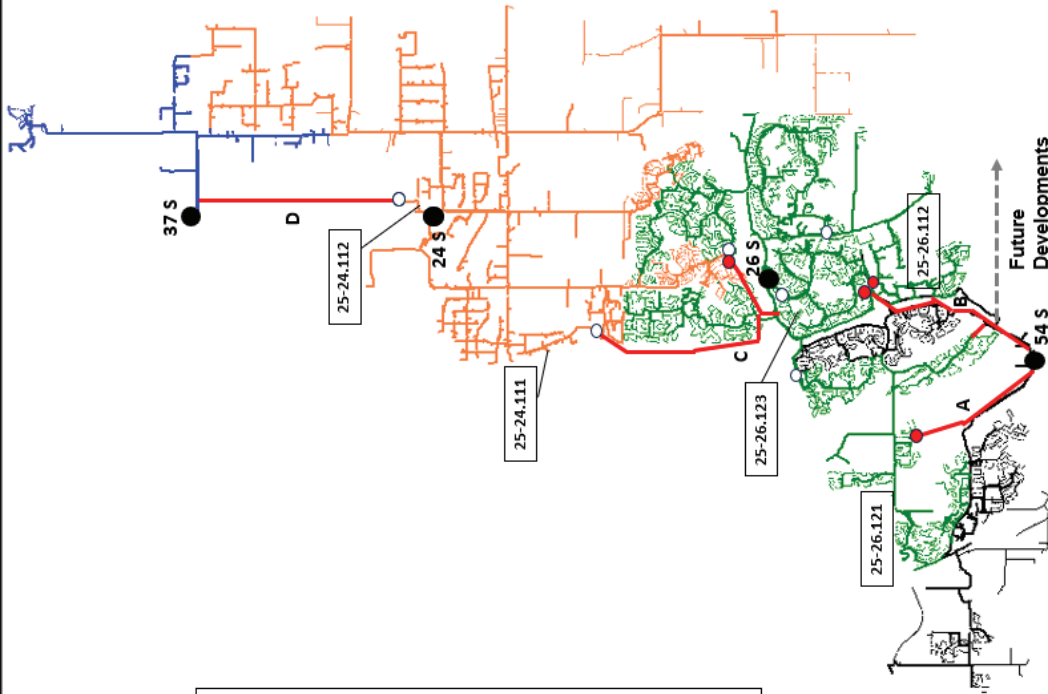 37 S
D
25-24.112
24 S
25-24.111
C
26 S
25-26.123
25-26.112
B
A
25-26.121
54 S
Future
Developments